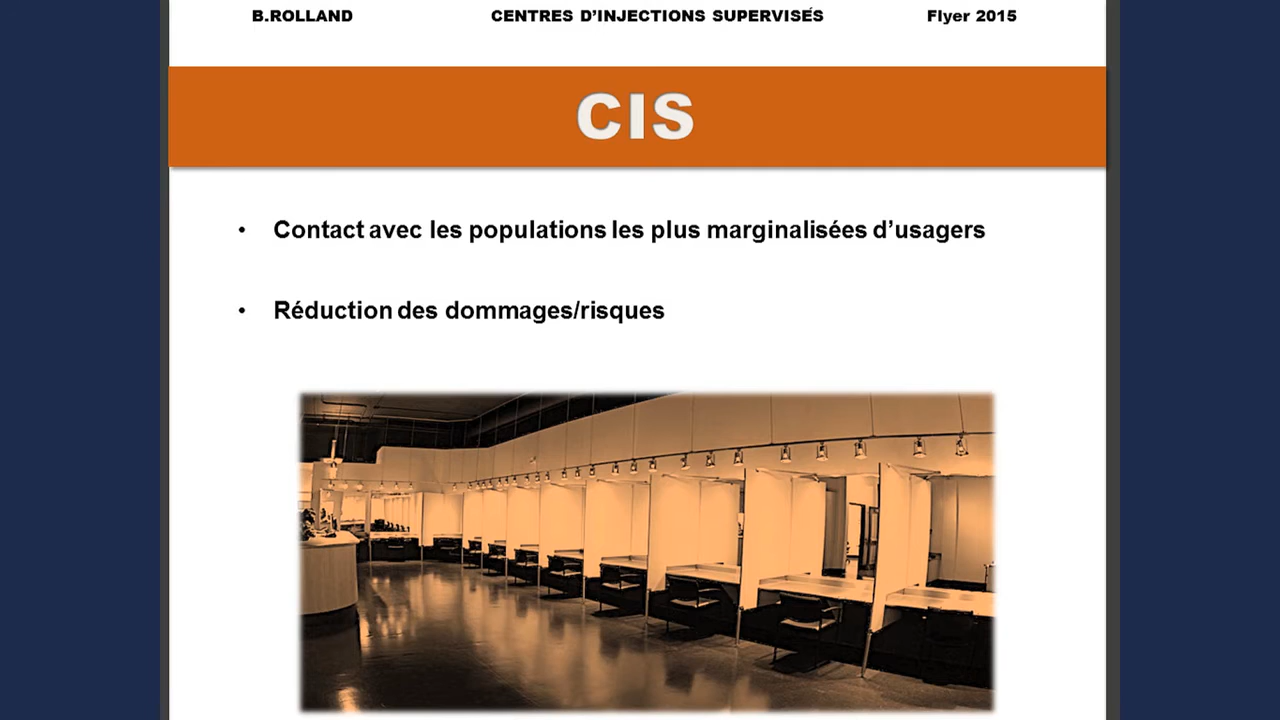 B.ROLLAND CENTRES D’INJECTIONS SUPERVISÉS Flyer 2015
CIS
• Contact avec les populations les plus marginalisées d’usagers
• Réduction des dommages/risques